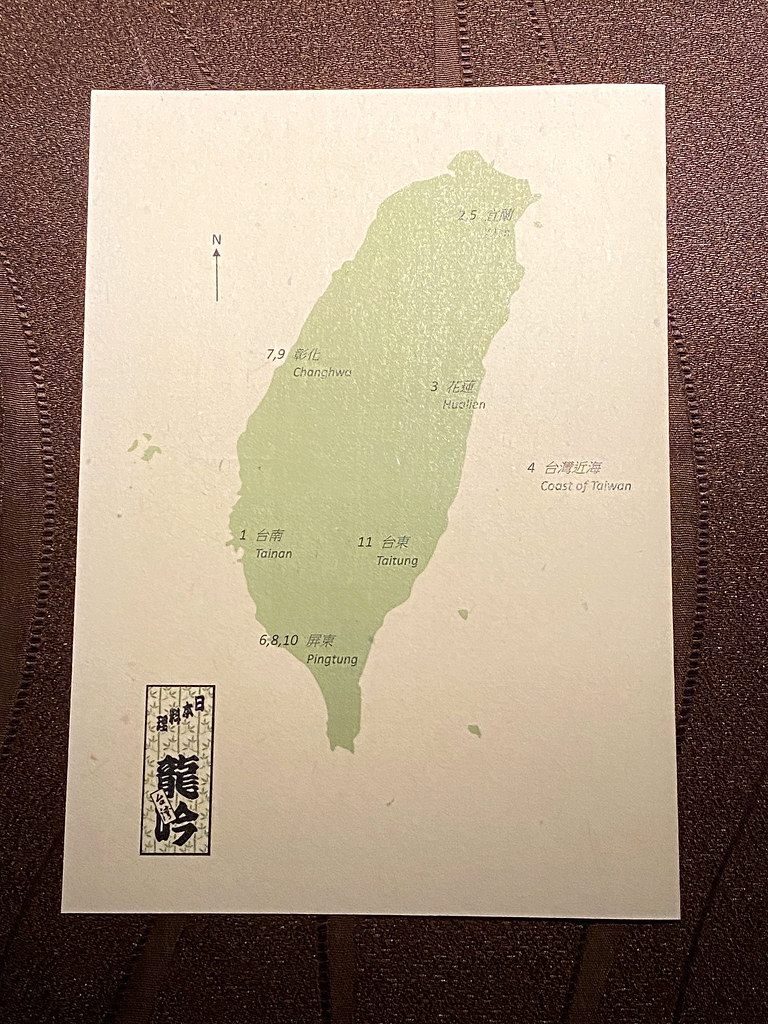 N
2,5 宜蘭
7,9 彰化
Changhwa
3 花蓮
Hualien
4 台灣近海
Coast of Taiwan
1 台南
Tainan
11 台東
Taitung
6,8,10 屏東
Pingtung
日本料理
龍吟
台湾